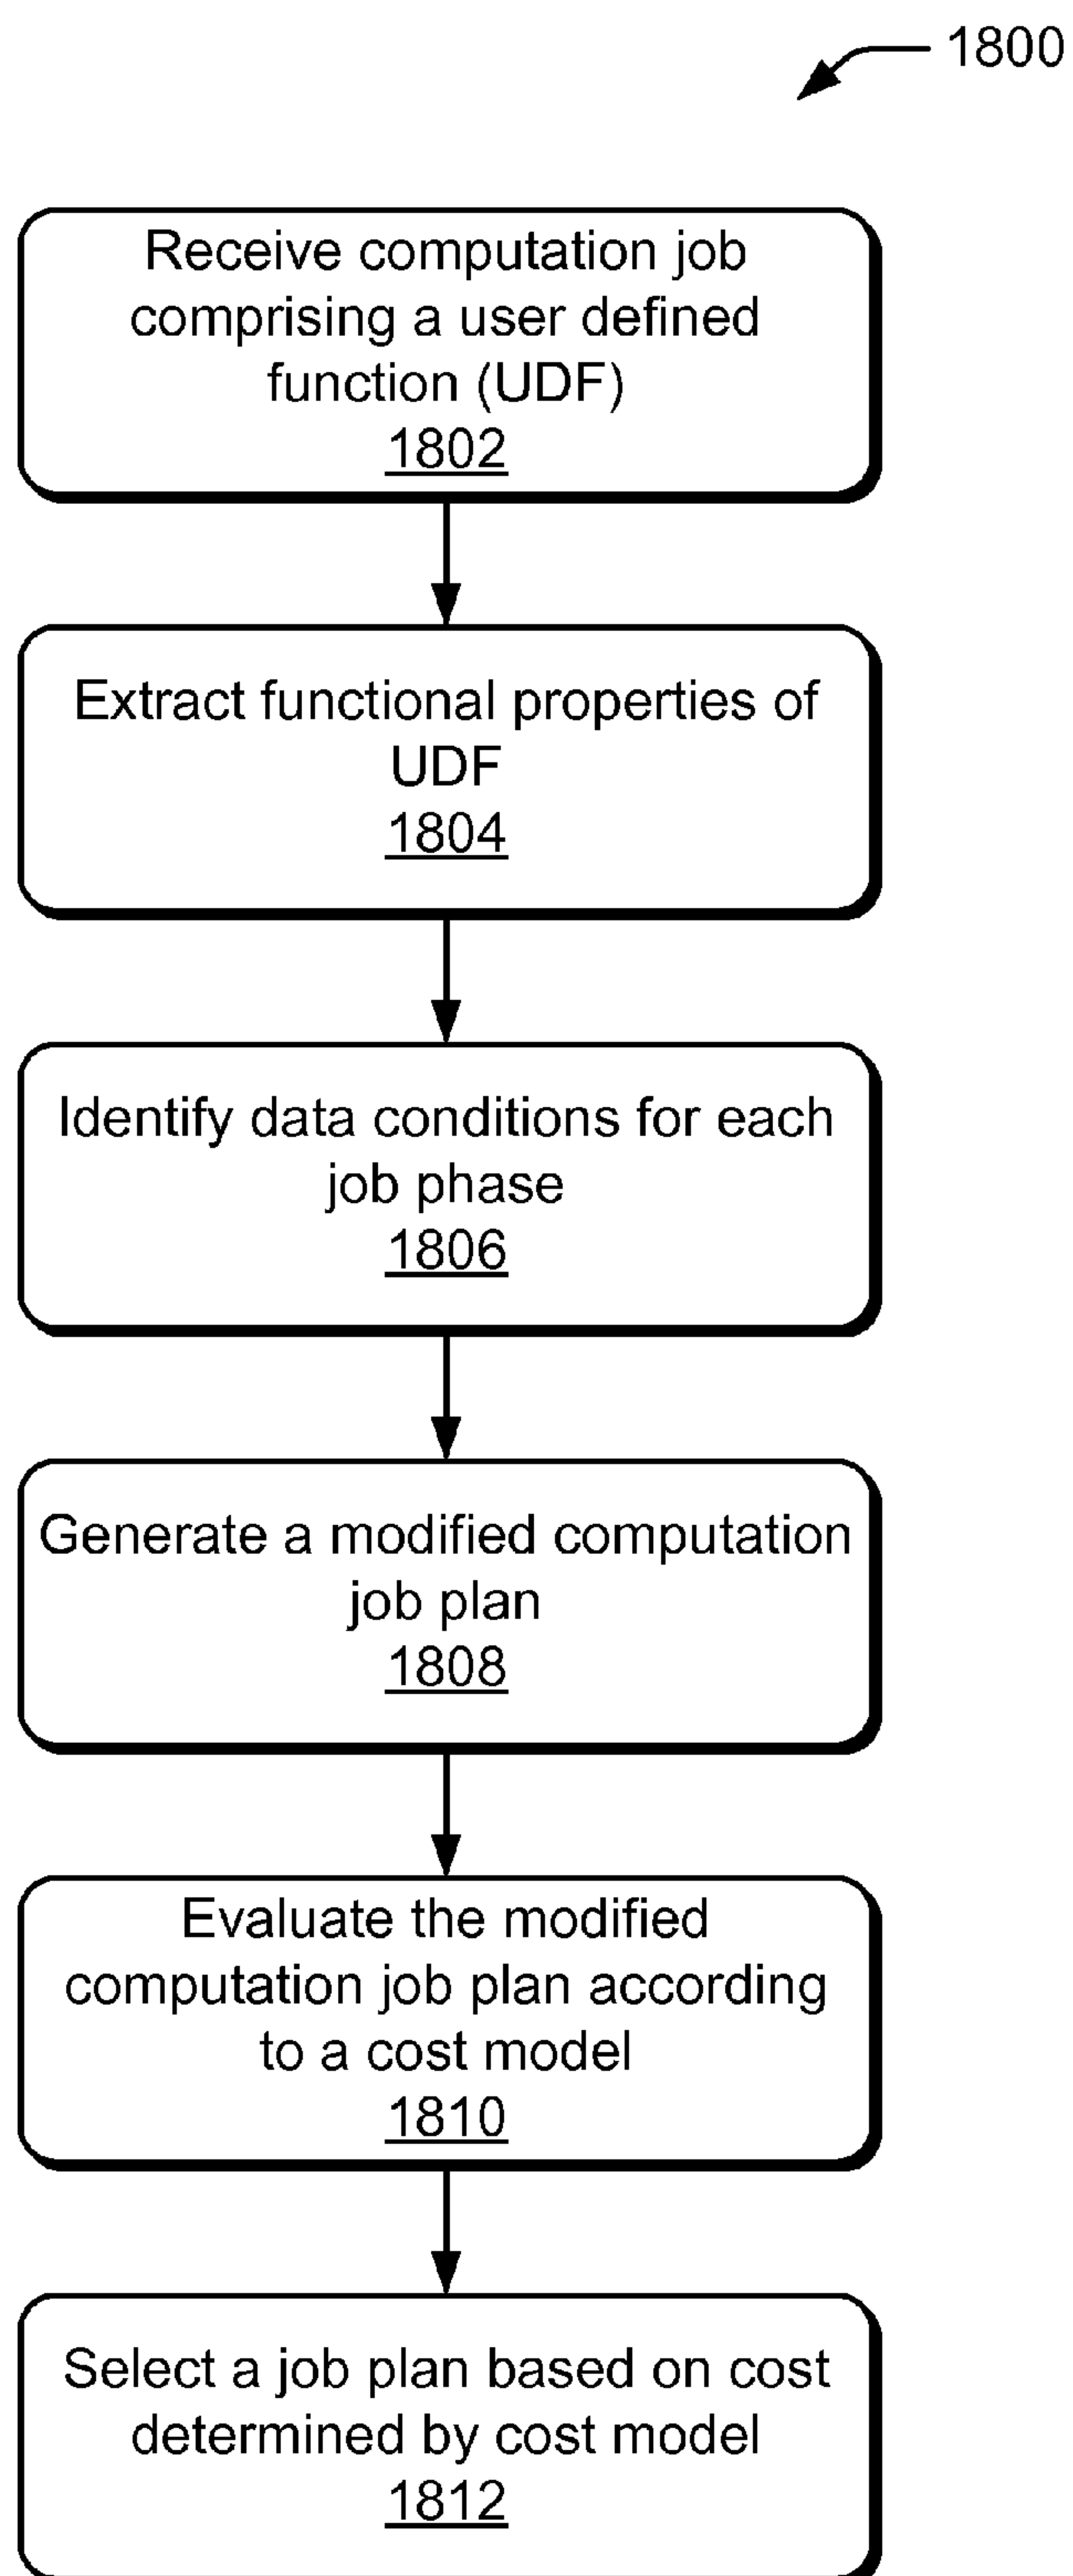 1800
Receive computation job
comprising a user defined
function (UDF)
1802
Extract functional properties of
UDF
1804
Identify data conditions for each
job phase
1806
Generate a modified computation
job plan
1808
Evaluate the modified
computation job plan according
to a cost model
1810
Select a job plan based on cost
determined by cost model
1812